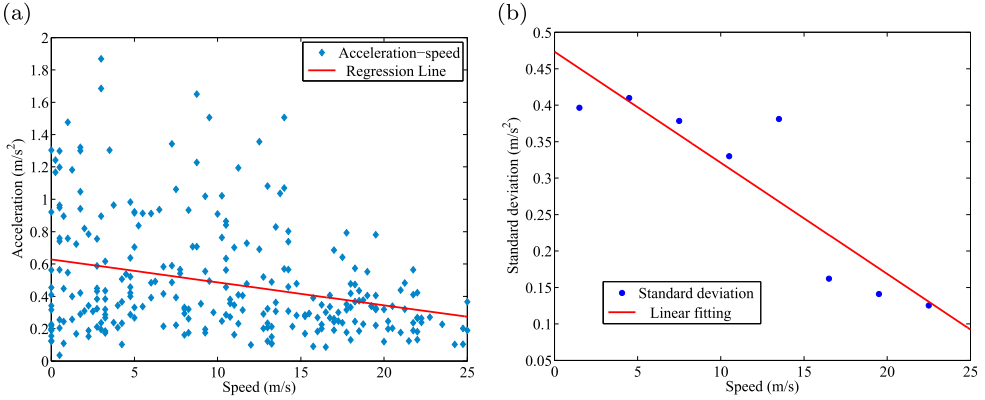 (a)
2
1.8
1.6
1.4
1.2
1
0.8
0.6
0.4
0.2
0
0 5 10 15 20 25
Acceleration (m/s²)
Speed (m/s)
Acceleration−speed
Regression Line
(b)
0.5
0.45
0.4
0.35
0.3
0.25
0.2
0.15
0.1
0.05
0 5 10 15 20 25
Standard deviation (m/s²)
Speed (m/s)
Standard deviation
Linear fitting